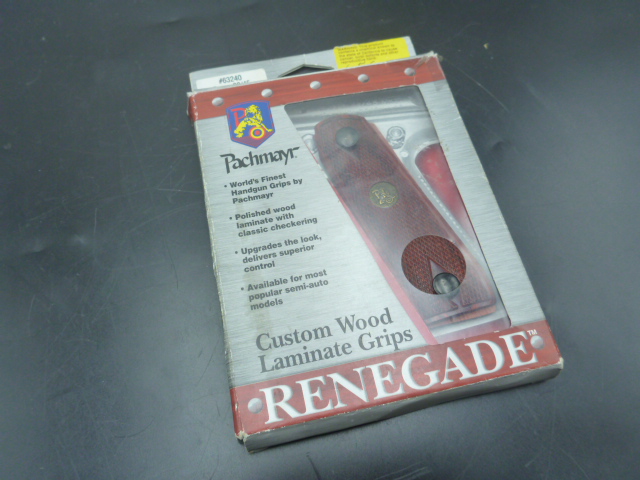 #63240
Pachmayr
• World's Finest
Handgun Grips by
Pachmayr
• Polished wood
laminate with
classic checkering
• Upgrades the look,
delivers superior
control
• Available for most
popular semi-auto
models
Custom Wood
Laminate Grips
RENEGADE™